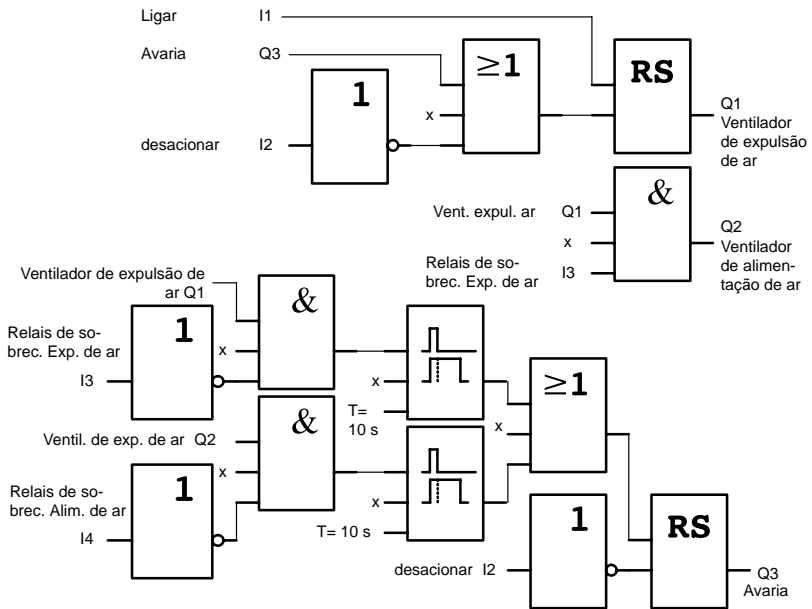 Ligar I1
Avaria Q3
1
≥1
RS
x
desacionar I2
Q1
Ventilador
de expulsão
de ar
&
Vent. expul. ar Q1
x
I3
Q2
Ventilador
de alimen-
tação de ar
Relais de so-
brec. Exp. de ar
Ventilador de expulsão de
ar Q1
&
1
Relais de so-
brec. Exp. de ar
x
I3
x
T=
10 s
≥1
x
&
Ventil. de exp. de ar Q2
x
1
Relais de so-
brec. Alim. de ar
I4
x
T= 10 s
1
RS
desacionar I2
Q3
Avaria